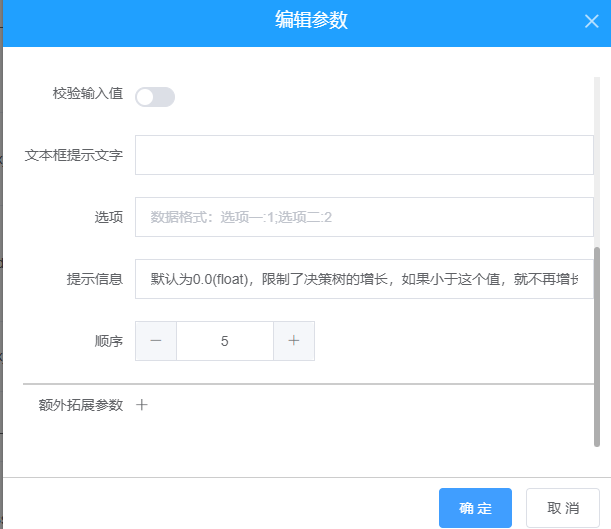 编辑参数
校验输入值
文本框提示文字
选项 数据格式：选项一:1;选项二:2
提示信息 默认为0.0(float)，限制了决策树的增长，如果小于这个值，就不再增长
顺序 5
额外拓展参数
确 定 取 消